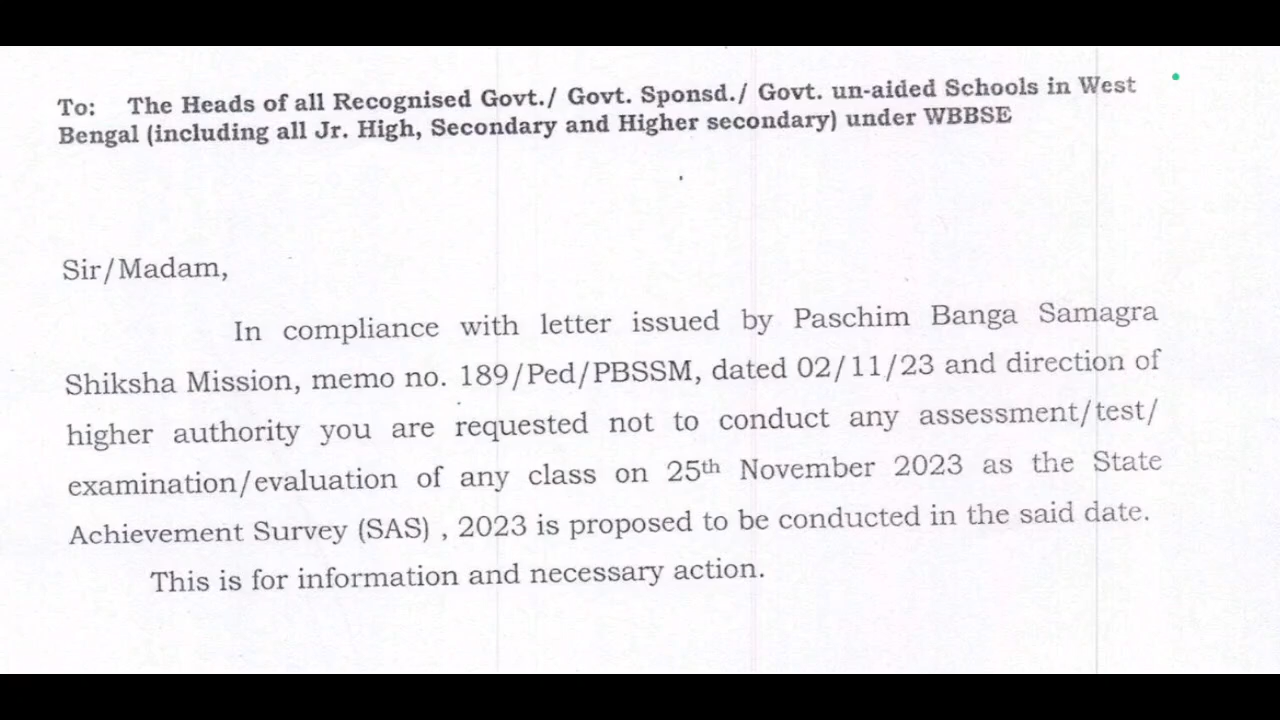 To: The Heads of all Recognised Govt./ Govt. Sponsd./ Govt. un-aided Schools in West
Bengal (including all Jr. High, Secondary and Higher secondary) under WBBSE
Sir/Madam,
In compliance with letter issued by Paschim Banga Samagra
Shiksha Mission, memo no. 189/Ped/PBSSM, dated 02/11/23 and direction of
higher authority you are requested not to conduct any assessment/test/
examination/evaluation of any class on 25th November 2023 as the State
Achievement Survey (SAS) , 2023 is proposed to be conducted in the said date.
This is for information and necessary action.